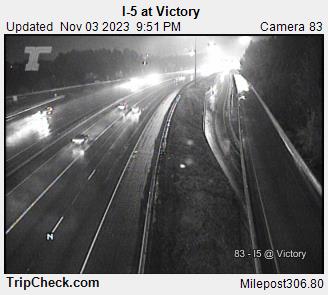 I-5 at Victory
Updated Nov 03 2023 9:51 PM Camera 83
T
N
83 - I5 @ Victory
TripCheck.com Milepost306.80